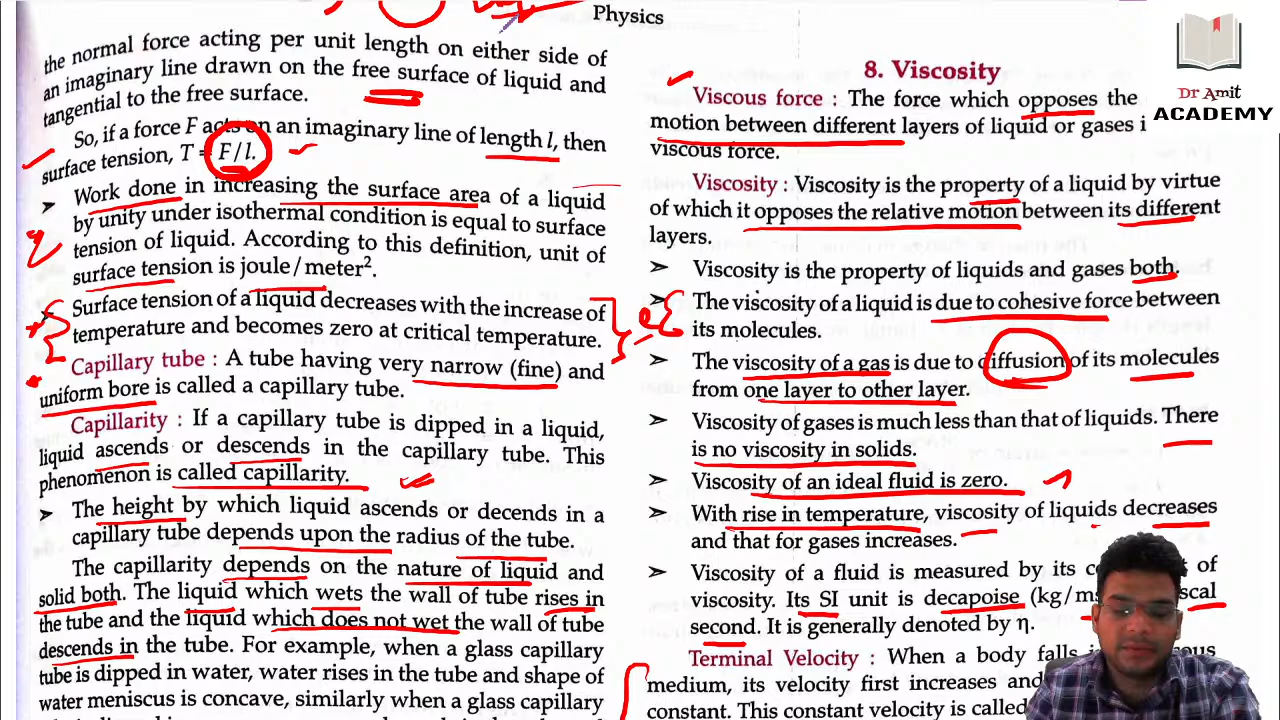 Physics
the normal force acting per unit length on either side of
an imaginary line drawn on the free surface of liquid and
tangential to the free surface.
So, if a force F acts on an imaginary line of length l, then
surface tension, T = F/l.
➤ Work done in increasing the surface area of a liquid
by unity under isothermal condition is equal to surface
tension of liquid. According to this definition, unit of
surface tension is joule/meter².
➤ Surface tension of a liquid decreases with the increase of
temperature and becomes zero at critical temperature.
Capillary tube : A tube having very narrow (fine) and
uniform bore is called a capillary tube.
Capillarity : If a capillary tube is dipped in a liquid,
liquid ascends or descends in the capillary tube. This
phenomenon is called capillarity.
➤ The height by which liquid ascends or decends in a
capillary tube depends upon the radius of the tube.
The capillarity depends on the nature of liquid and
solid both. The liquid which wets the wall of tube rises in
the tube and the liquid which does not wet the wall of tube
descends in the tube. For example, when a glass capillary
tube is dipped in water, water rises in the tube and shape of
water meniscus is concave, similarly when a glass capillary
8. Viscosity
Viscous force : The force which opposes the
motion between different layers of liquid or gases i
viscous force.
Viscosity : Viscosity is the property of a liquid by virtue
of which it opposes the relative motion between its different
layers.
➤ Viscosity is the property of liquids and gases both.
➤ The viscosity of a liquid is due to cohesive force between
its molecules.
➤ The viscosity of a gas is due to diffusion of its molecules
from one layer to other layer.
➤ Viscosity of gases is much less than that of liquids. There
is no viscosity in solids.
➤ Viscosity of an ideal fluid is zero.
➤ With rise in temperature, viscosity of liquids decreases
and that for gases increases.
➤ Viscosity of a fluid is measured by its of
viscosity. Its SI unit is decapoise (kg/ms scal
second. It is generally denoted by η.
Terminal Velocity : When a body falls
medium, its velocity first increases and
constant. This constant velocity is called
Dr Amit
ACADEMY